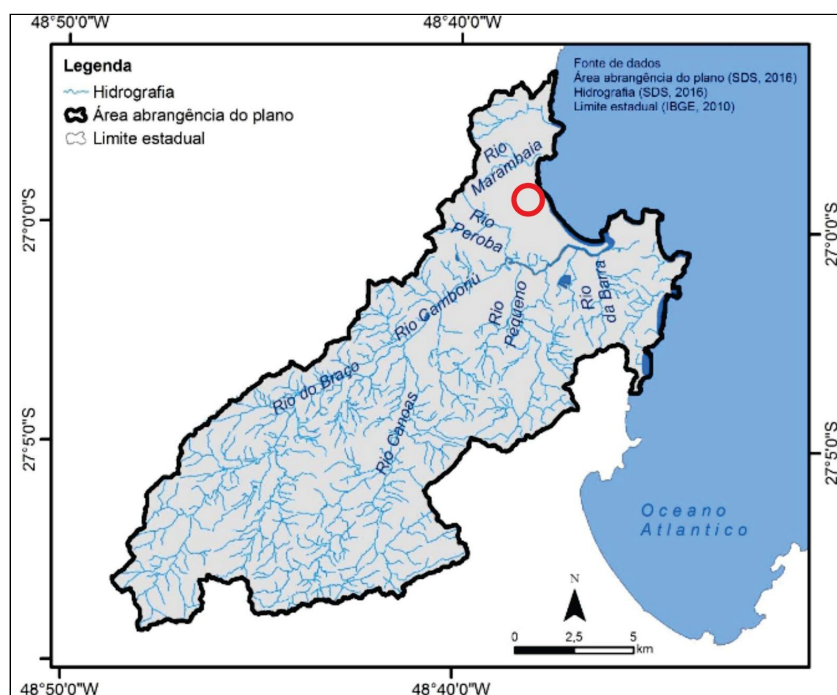 48°50'0"W
48°40'0"W
Legenda
Hidrografia
Área abrangência do plano
Limite estadual
Fonte de dados
Área abrangência do plano (SDS, 2016)
Hidrografia (SDS, 2016)
Limite estadual (IBGE, 2010)
Rio
Marambaia
27°0'0"S
Rio
Peroba
27°0'0"S
Rio Camboriú
Rio
Pequeno
Rio
da Barra
Rio do Braço
Rio Canoas
27°5'0"S
27°5'0"S
Oceano
Atlantico
N
0
2,5
5
km
48°50'0"W
48°40'0"W